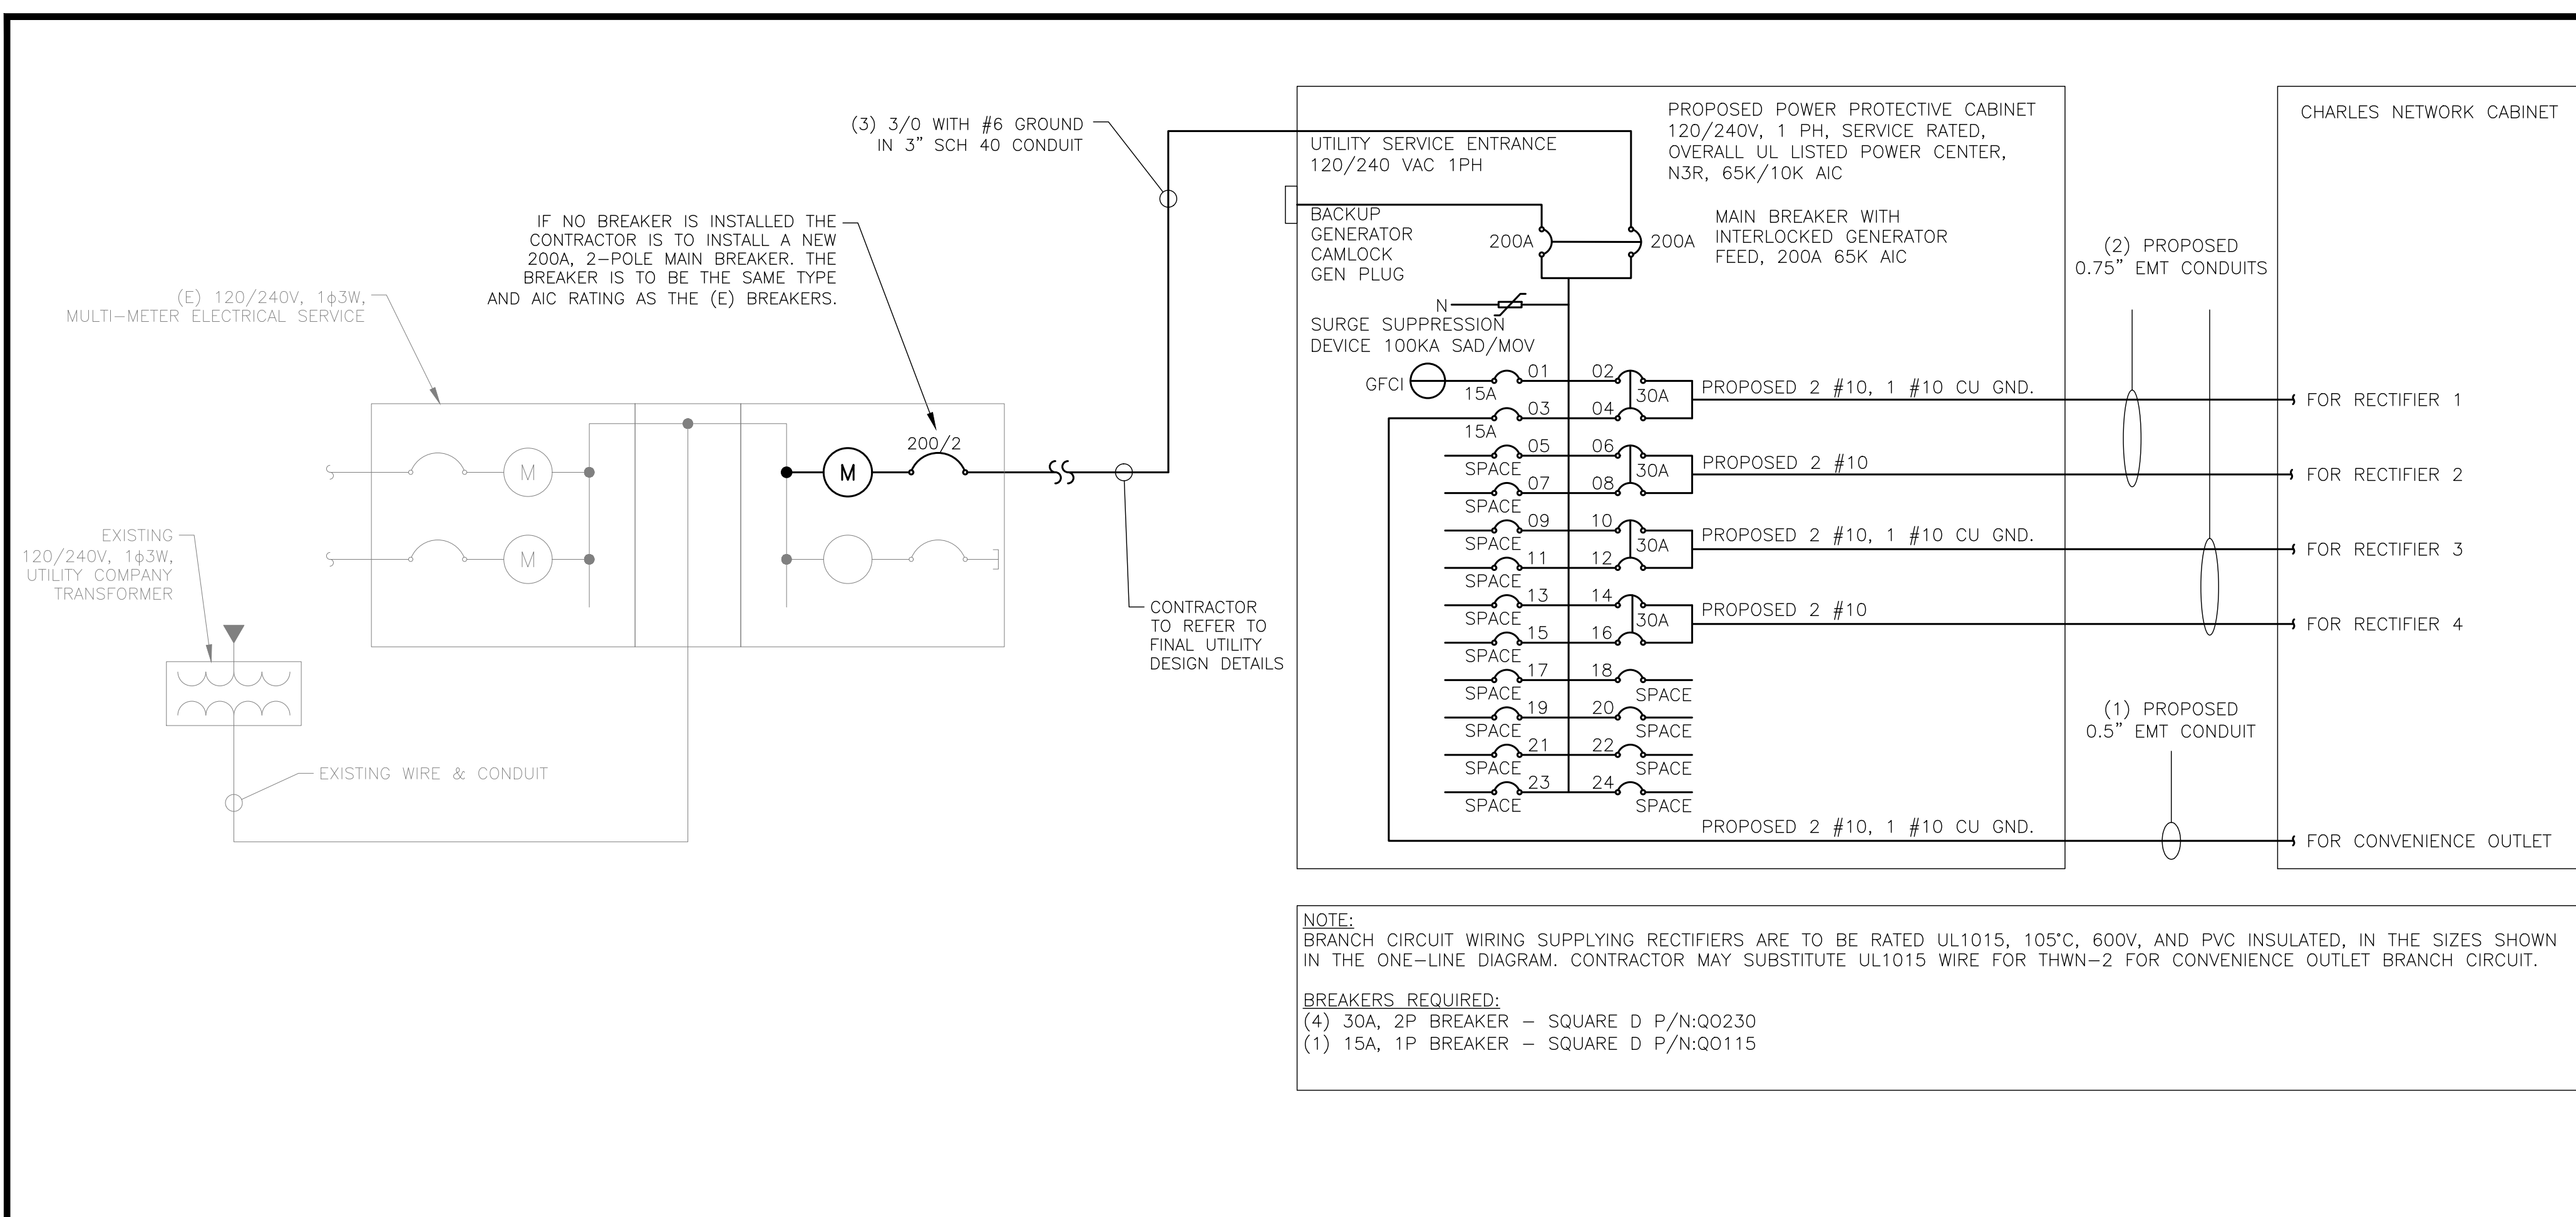 (3) 3/0 WITH #6 GROUND
IN 3” SCH 40 CONDUIT
IF NO BREAKER IS INSTALLED THE
CONTRACTOR IS TO INSTALL A NEW
200A, 2–POLE MAIN BREAKER. THE
BREAKER IS TO BE THE SAME TYPE
AND AIC RATING AS THE (E) BREAKERS.
(E) 120/240V, 1ϕ3W,
MULTI–METER ELECTRICAL SERVICE
200/2
M
M
M
EXISTING
120/240V, 1ϕ3W,
UTILITY COMPANY
TRANSFORMER
EXISTING WIRE & CONDUIT
CONTRACTOR
TO REFER TO
FINAL UTILITY
DESIGN DETAILS
UTILITY SERVICE ENTRANCE
120/240 VAC 1PH
PROPOSED POWER PROTECTIVE CABINET
120/240V, 1 PH, SERVICE RATED,
OVERALL UL LISTED POWER CENTER,
N3R, 65K/10K AIC
BACKUP
GENERATOR
CAMLOCK
GEN PLUG
200A
200A
MAIN BREAKER WITH
INTERLOCKED GENERATOR
FEED, 200A 65K AIC
N
SURGE SUPPRESSION
DEVICE 100KA SAD/MOV
GFCI
15A
01
02
30A
PROPOSED 2 #10, 1 #10 CU GND.
15A
03
04
SPACE
05
06
30A
PROPOSED 2 #10
SPACE
07
08
SPACE
09
10
30A
PROPOSED 2 #10, 1 #10 CU GND.
SPACE
11
12
SPACE
13
14
30A
PROPOSED 2 #10
SPACE
15
16
SPACE
17
18
SPACE
SPACE
19
20
SPACE
SPACE
21
22
SPACE
SPACE
23
24
SPACE
PROPOSED 2 #10, 1 #10 CU GND.
(2) PROPOSED
0.75” EMT CONDUITS
(1) PROPOSED
0.5” EMT CONDUIT
CHARLES NETWORK CABINET
FOR RECTIFIER 1
FOR RECTIFIER 2
FOR RECTIFIER 3
FOR RECTIFIER 4
FOR CONVENIENCE OUTLET
NOTE:
BRANCH CIRCUIT WIRING SUPPLYING RECTIFIERS ARE TO BE RATED UL1015, 105°C, 600V, AND PVC INSULATED, IN THE SIZES SHOWN
IN THE ONE–LINE DIAGRAM. CONTRACTOR MAY SUBSTITUTE UL1015 WIRE FOR THWN–2 FOR CONVENIENCE OUTLET BRANCH CIRCUIT.
BREAKERS REQUIRED:
(4) 30A, 2P BREAKER – SQUARE D P/N:QO230
(1) 15A, 1P BREAKER – SQUARE D P/N:QO115